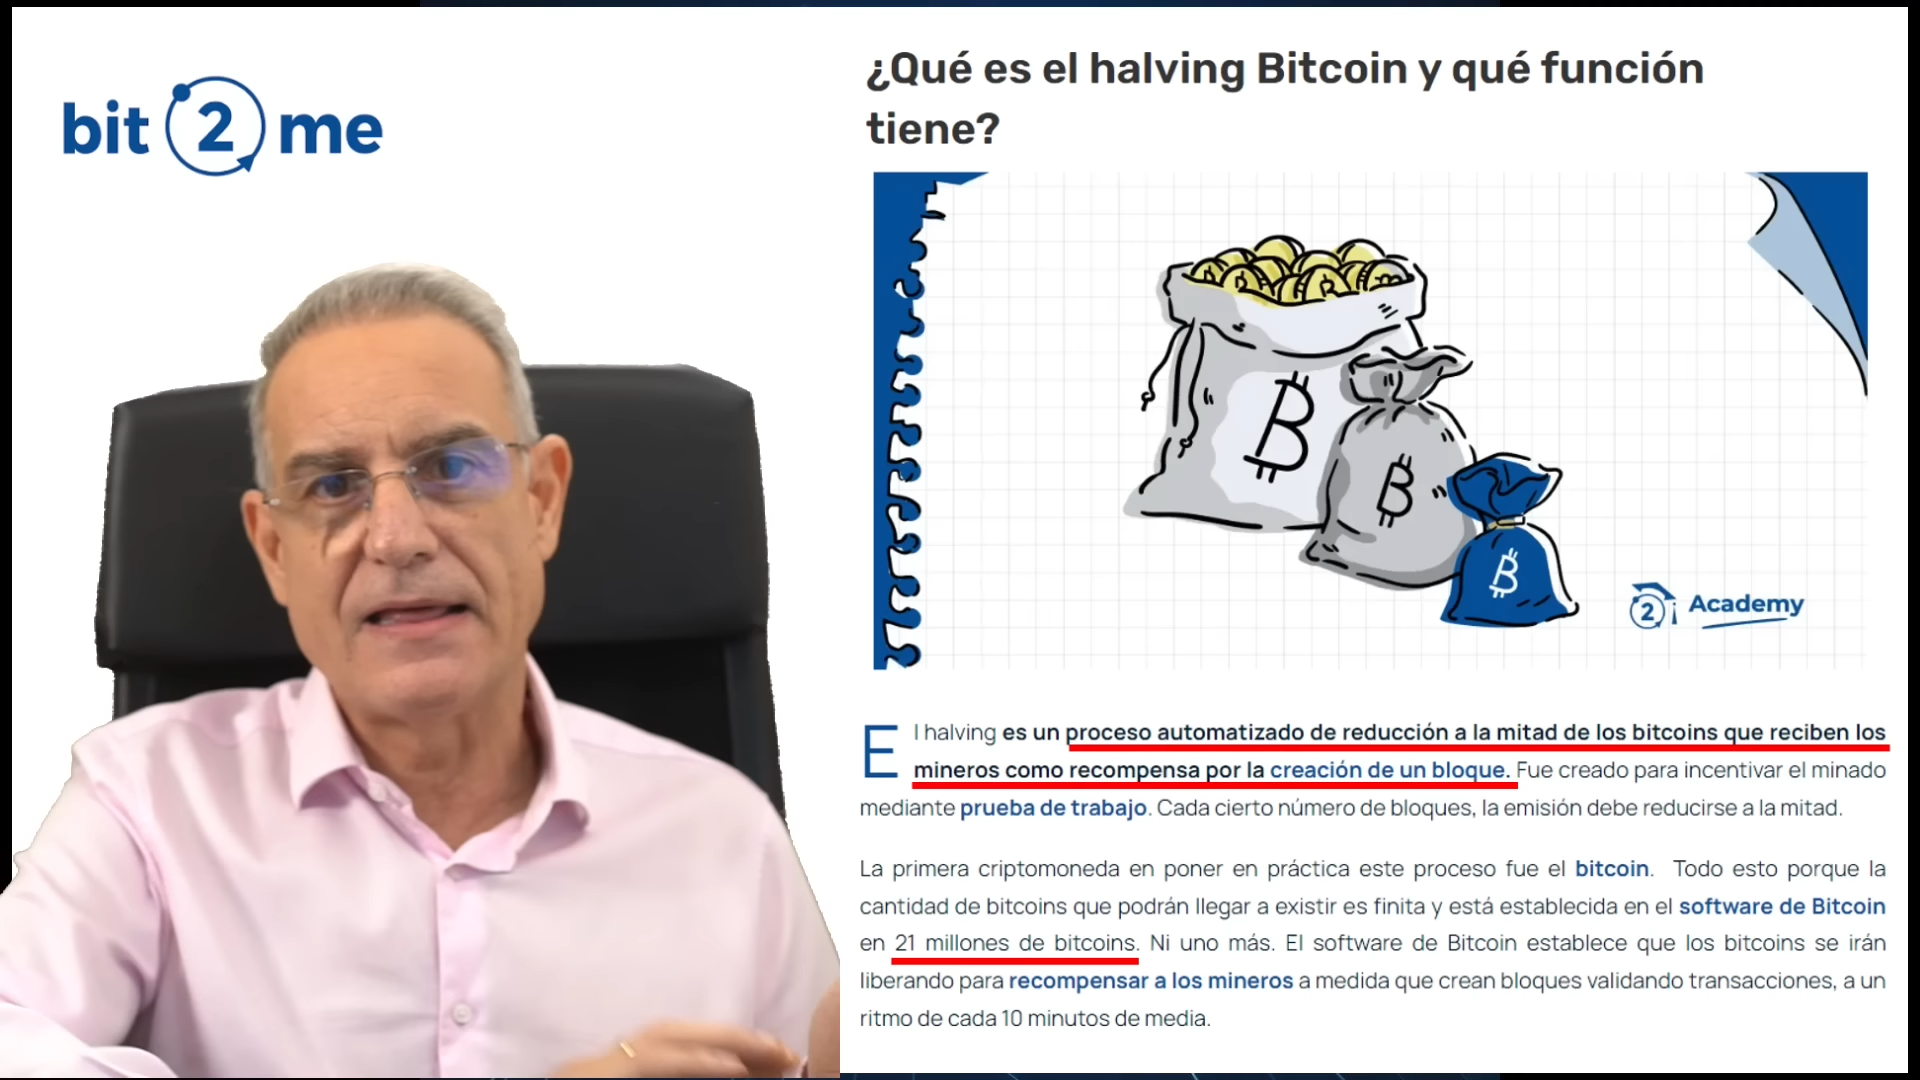 bit 2 me
¿Qué es el halving Bitcoin y qué función
tiene?
B
B
B
2 Academy
El halving es un proceso automatizado de reducción a la mitad de los bitcoins que reciben los
mineros como recompensa por la creación de un bloque. Fue creado para incentivar el minado
mediante prueba de trabajo. Cada cierto número de bloques, la emisión debe reducirse a la mitad.
La primera criptomoneda en poner en práctica este proceso fue el bitcoin. Todo esto porque la
cantidad de bitcoins que podrán llegar a existir es finita y está establecida en el software de Bitcoin
en 21 millones de bitcoins. Ni uno más. El software de Bitcoin establece que los bitcoins se irán
liberando para recompensar a los mineros a medida que crean bloques validando transacciones, a un
ritmo de cada 10 minutos de media.